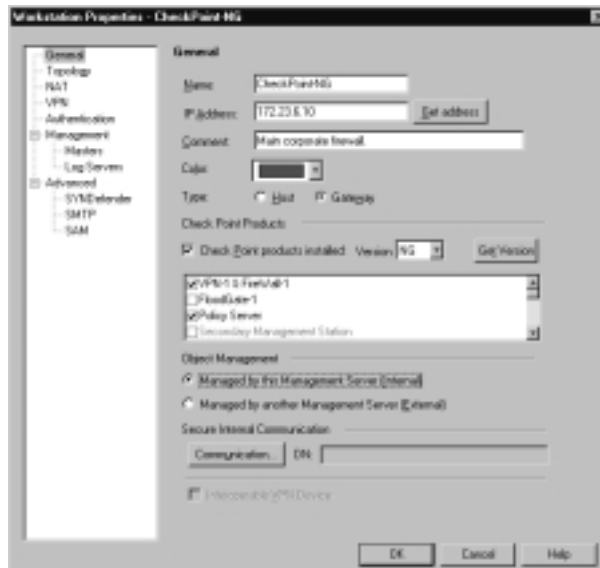 Workstation Properties - CheckPoint-NG
General
Topology
NAT
VPN
Authentication
Management
Masters
Log Servers
Advanced
SYNDefender
SMTP
SAM
General
Name: CheckPoint-NG
IP Address: 172.23.6.10 Get address
Comment: Main corporate firewall.
Color:
Type: Host Gateway
Check Point Products
Check Point products installed: Version NG Get Version
VPN-1 & FireWall-1
FloodGate-1
Policy Server
Secondary Management Station
Object Management
Managed by this Management Server (Internal)
Managed by another Management Server (External)
Secure Internal Communication
Communication... DN:
Interoperable VPN Device
OK Cancel Help